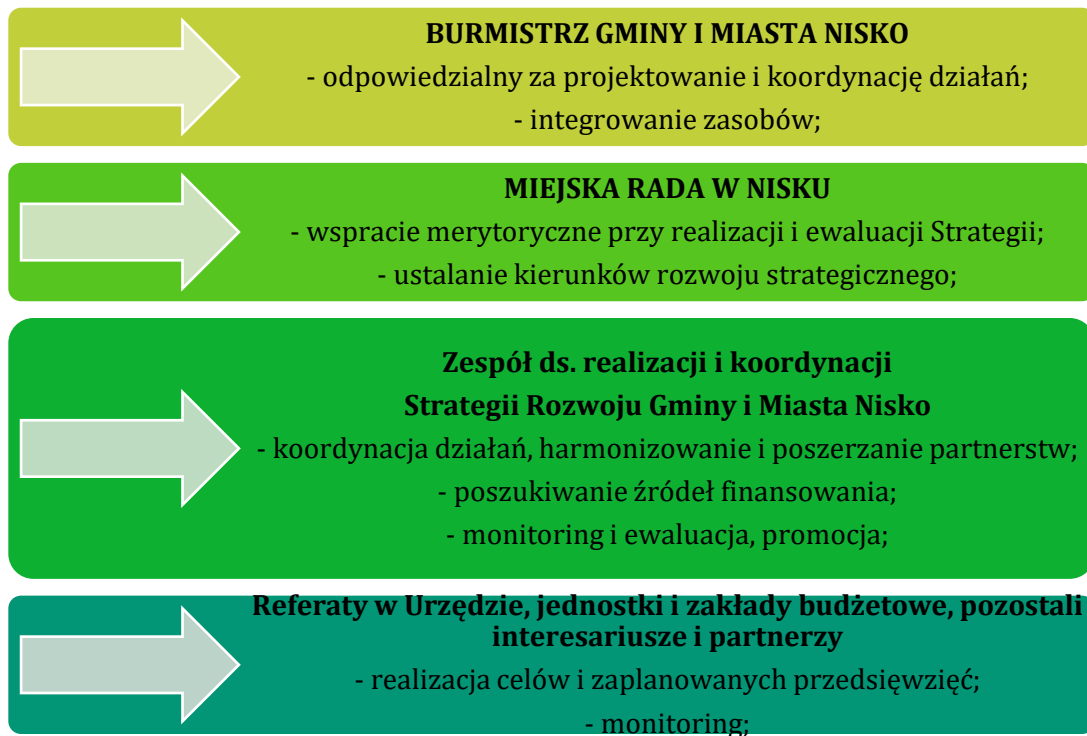 BURMISTRZ GMINY I MIASTA NISKO
- odpowiedzialny za projektowanie i koordynację działań;
- integrowanie zasobów;
MIEJSKA RADA W NISKU
- wspracie merytoryczne przy realizacji i ewaluacji Strategii;
- ustalanie kierunków rozwoju strategicznego;
Zespół ds. realizacji i koordynacji
Strategii Rozwoju Gminy i Miasta Nisko
- koordynacja działań, harmonizowanie i poszerzanie partnerstw;
- poszukiwanie źródeł finansowania;
- monitoring i ewaluacja, promocja;
Referaty w Urzędzie, jednostki i zakłady budżetowe, pozostali
interesariusze i partnerzy
- realizacja celów i zaplanowanych przedsięwzięć;
- monitoring;